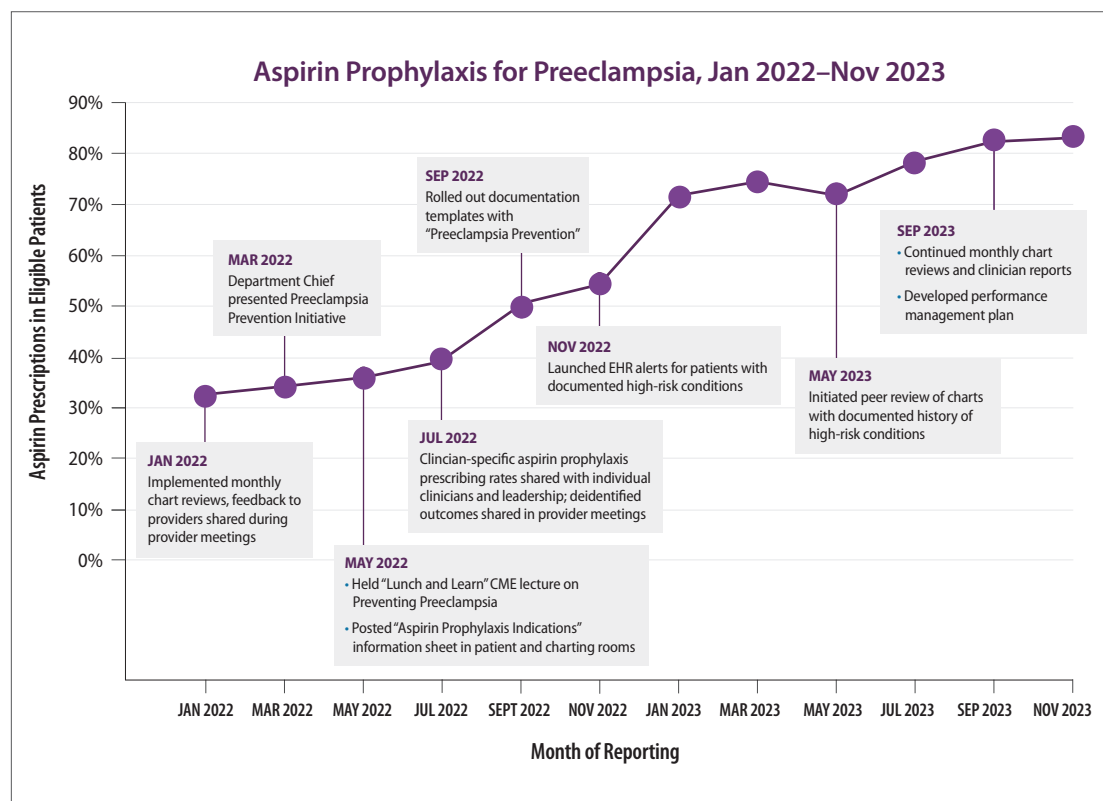 Aspirin Prophylaxis for Preeclampsia, Jan 2022–Nov 2023
Aspirin Prescriptions in Eligible Patients
90%
80%
70%
60%
50%
40%
30%
20%
10%
0%
JAN 2022
Implemented monthly
chart reviews, feedback to
providers shared during
provider meetings
MAR 2022
Department Chief
presented Preeclampsia
Prevention Initiative
MAY 2022
• Held “Lunch and Learn” CME lecture on
Preventing Preeclampsia
• Posted “Aspirin Prophylaxis Indications”
information sheet in patient and charting rooms
JUL 2022
Clincian-specific aspirin prophylaxis
prescribing rates shared with individual
clinicians and leadership; deidentified
outcomes shared in provider meetings
SEP 2022
Rolled out documentation
templates with
“Preeclampsia Prevention”
NOV 2022
Launched EHR alerts for patients with
documented high-risk conditions
MAY 2023
Initiated peer review of charts
with documented history of
high-risk conditions
SEP 2023
• Continued monthly chart
reviews and clinician reports
• Developed performance
management plan
JAN 2022 MAR 2022 MAY 2022 JUL 2022 SEPT 2022 NOV 2022 JAN 2023 MAR 2023 MAY 2023 JUL 2023 SEP 2023 NOV 2023
Month of Reporting